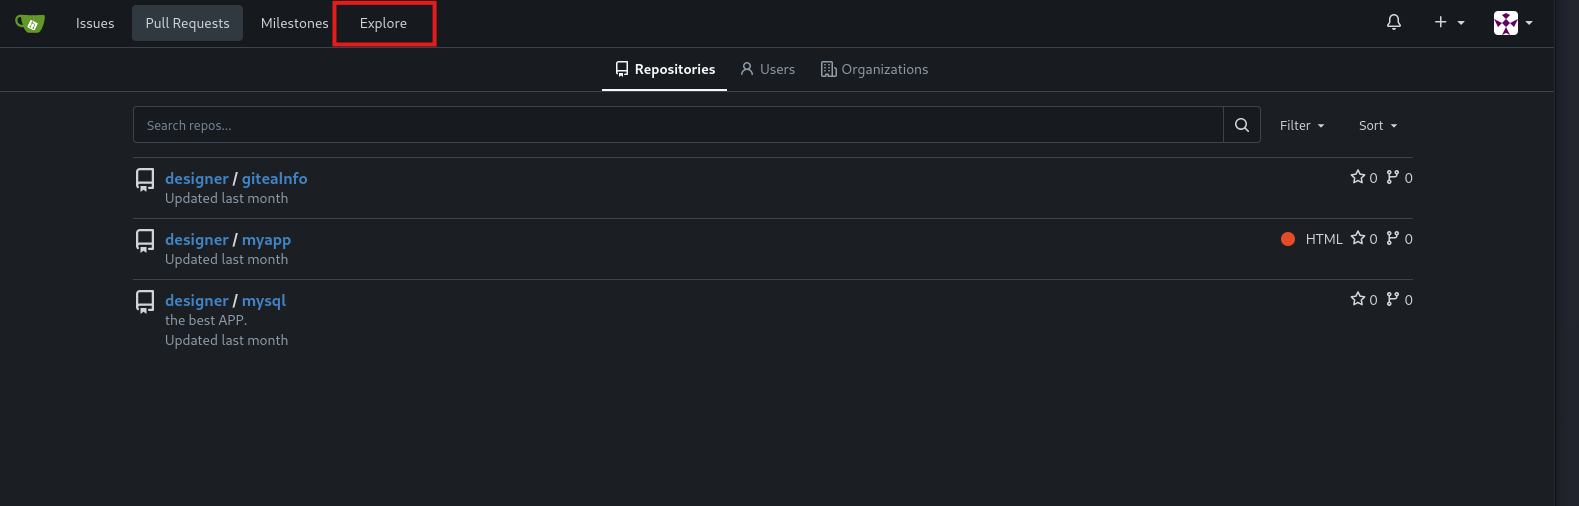 Issues Pull Requests Milestones Explore
Repositories Users Organizations
Search repos... Filter Sort
designer / giteaInfo 0 0
Updated last month
designer / myapp HTML 0 0
Updated last month
designer / mysql 0 0
the best APP.
Updated last month